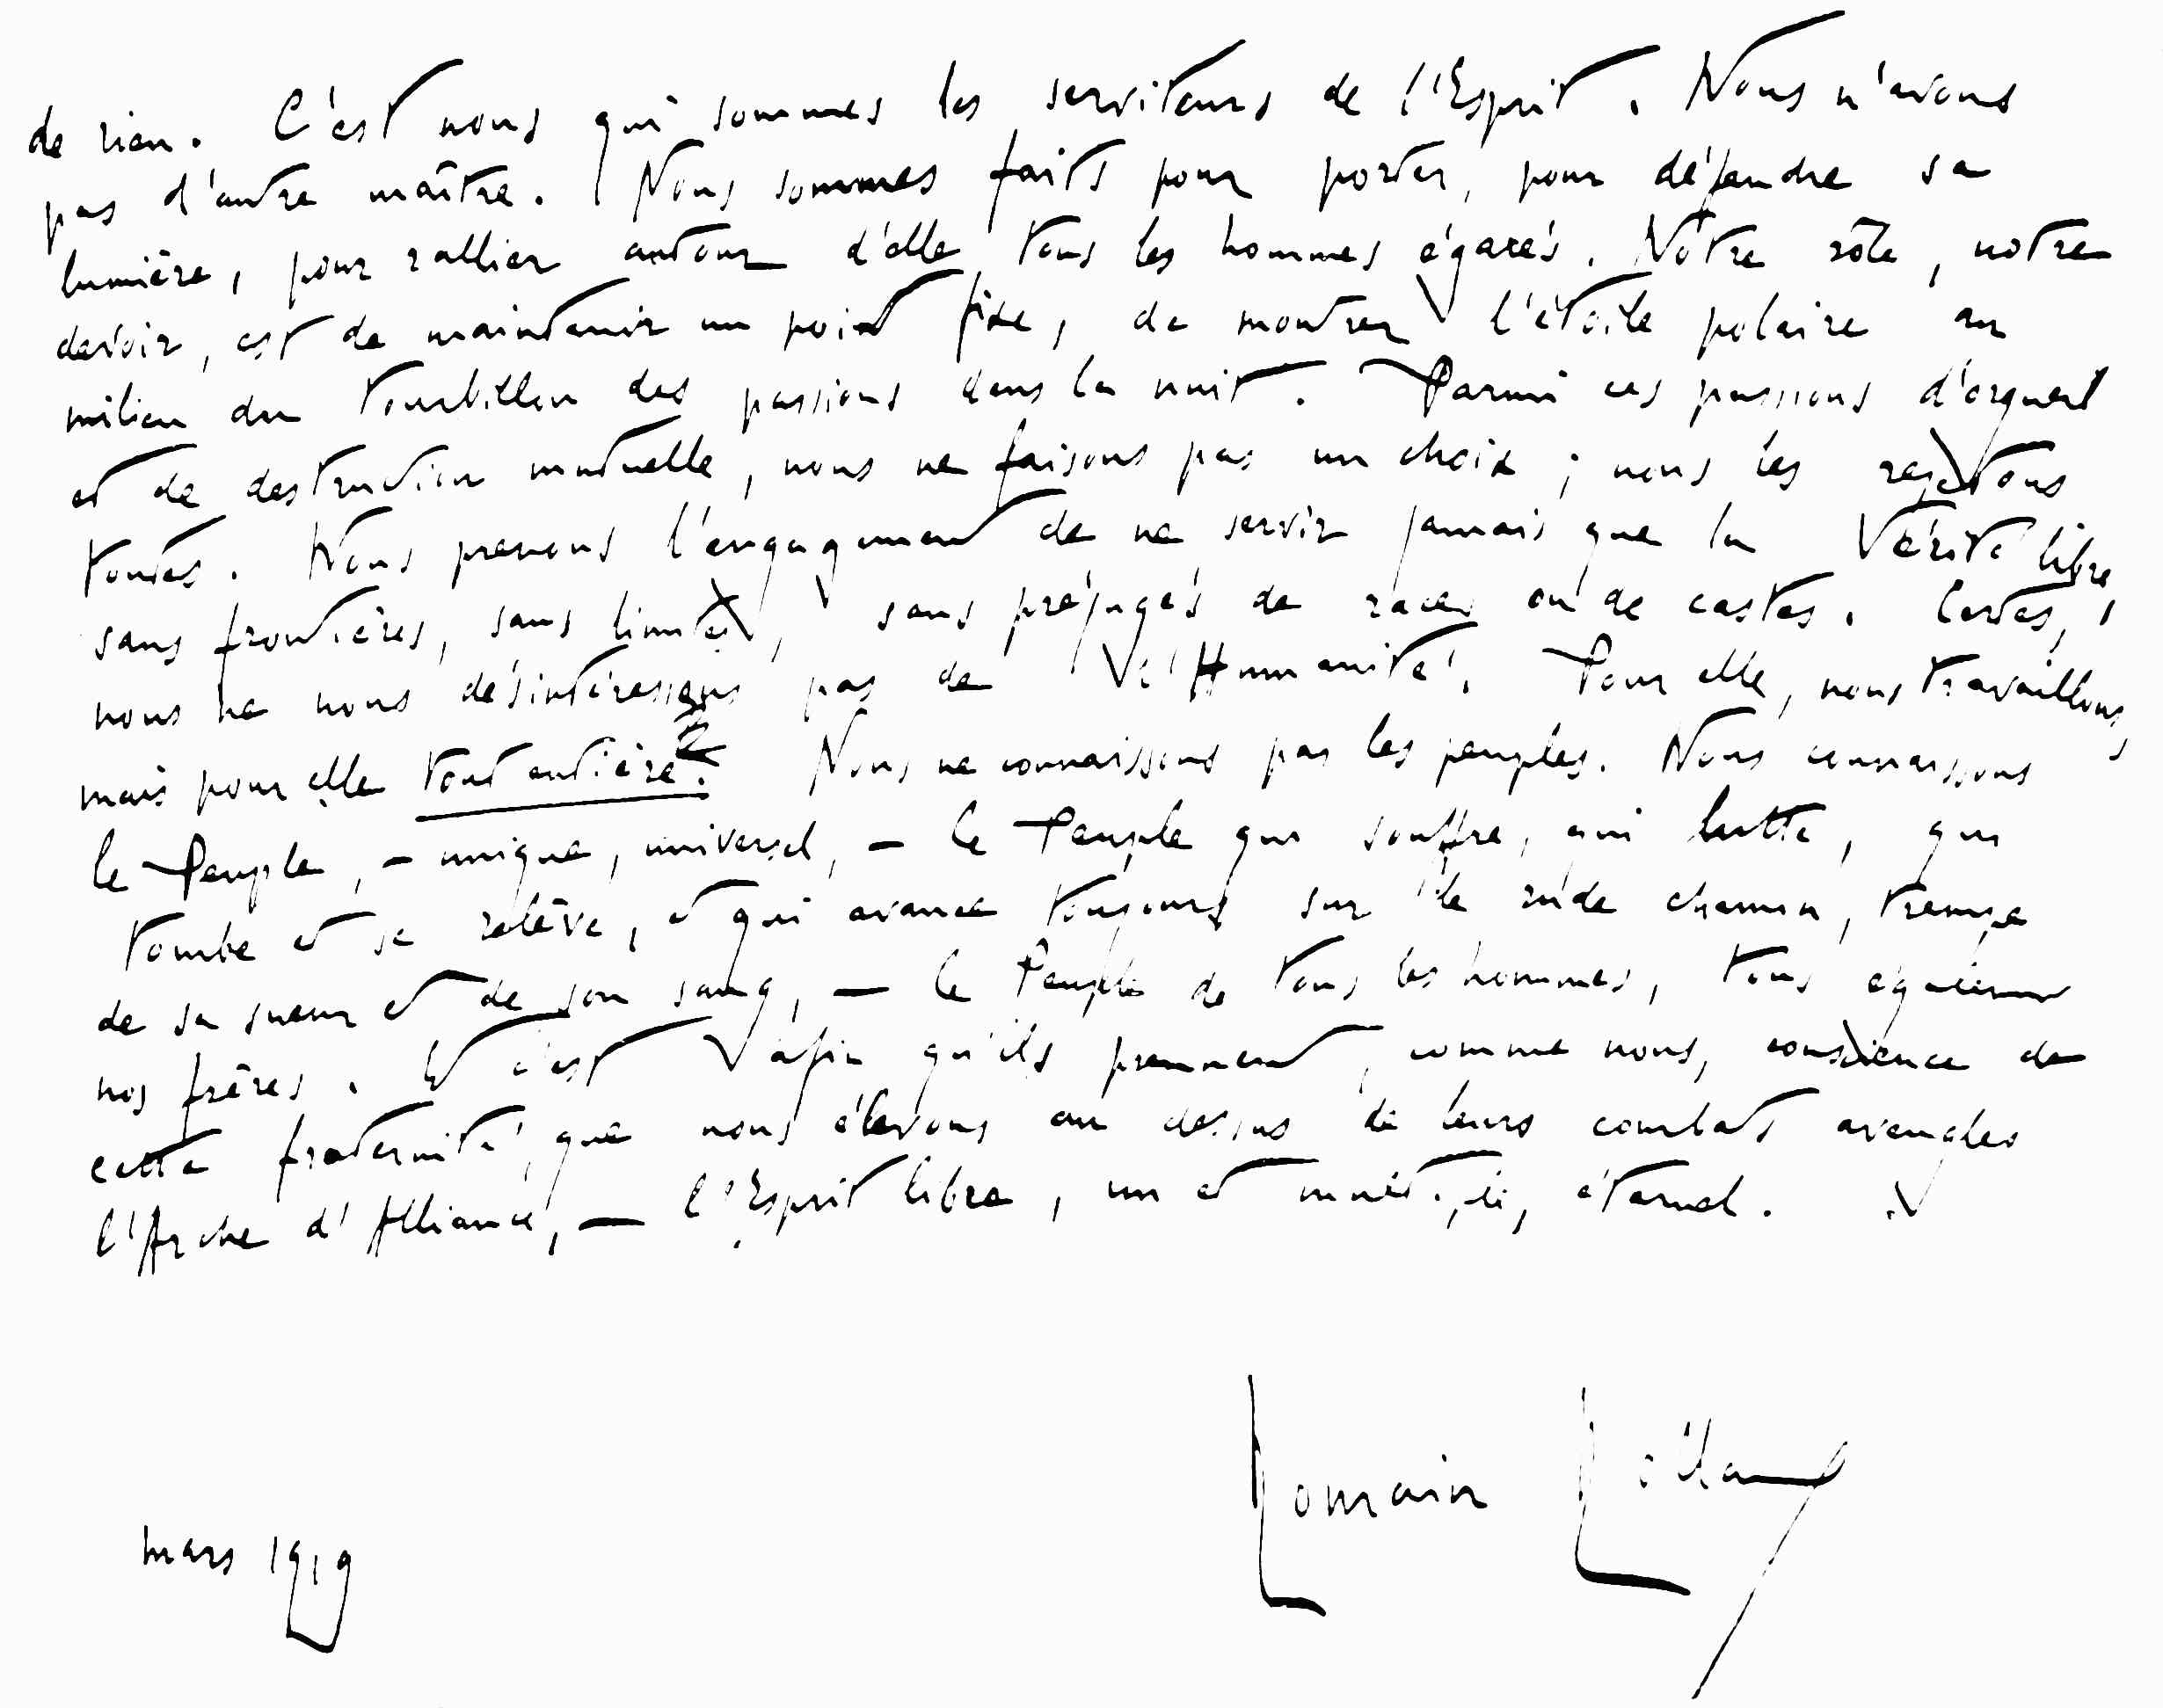 de rien. C'est nous qui sommes les serviteurs de l'Esprit. Nous n'avons
pas d'autre maître. Nous sommes faits pour porter, pour défendre sa
lumière, pour rallier autour d'elle tous les hommes égarés. Notre rôle, notre
devoir, est de maintenir un point fixe, de montrer l'étoile polaire au
milieu du tourbillon des passions dans la nuit. Parmi ces passions d'orgueil
et de destruction mutuelle, nous ne faisons pas un choix ; nous les rejetons
toutes. Nous prenons l'engagement de ne servir jamais que la Vérité libre,
sans frontières, sans limites, sans préjugés de races ou de castes. Certes,
nous ne nous désintéressons pas de l'Humanité. Pour elle, nous travaillons,
mais pour elle tout entière. Nous ne connaissons pas les peuples. Nous connaissons
le Peuple, – unique, universel, – le Peuple qui souffre, qui lutte, qui
tombe et se relève, et qui avance toujours sur le rude chemin, trempé
de sa sueur et de son sang, – le Peuple de tous les hommes, tous également
nos frères. Et c'est afin qu'ils prennent, comme nous, conscience de
cette fraternité, que nous élevons au dessus de leurs combats aveugles
l'Arche d'Alliance, – l'Esprit libre, un et multiple, éternel.
Romain Rolland
mars 1919